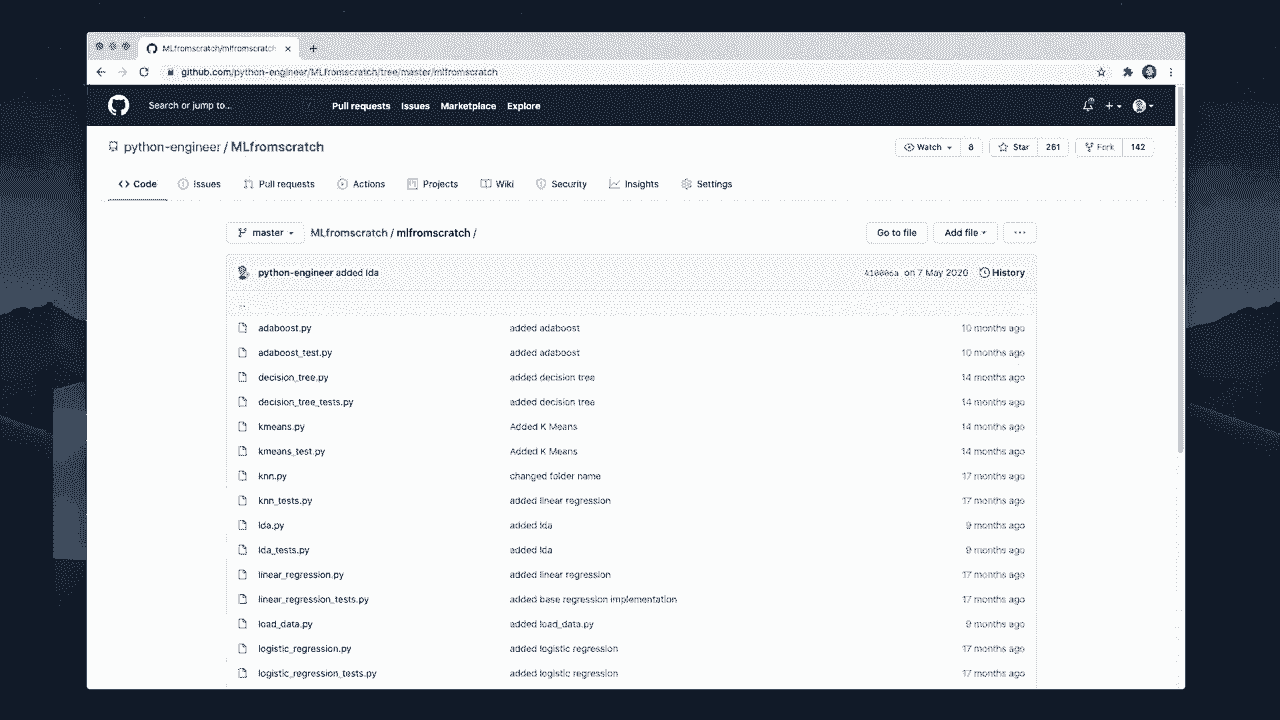 MLfromscratch/mlfromscratch
github.com/python-engineer/MLfromscratch/tree/master/mlfromscratch
Search or jump to... Pull requests Issues Marketplace Explore
python-engineer / MLfromscratch Watch 8 Star 261 Fork 142
Code Issues Pull requests Actions Projects Wiki Security Insights Settings
master MLfromscratch / mlfromscratch / Go to file Add file ...
python-engineer added lda on 7 May 2020 History
..
adaboost.py added adaboost 10 months ago
adaboost_test.py added adaboost 10 months ago
decision_tree.py added decision tree 14 months ago
decision_tree_tests.py added decision tree 14 months ago
kmeans.py Added K Means 14 months ago
kmeans_test.py Added K Means 14 months ago
knn.py changed folder name 17 months ago
knn_tests.py added linear regression 17 months ago
lda.py added lda 9 months ago
lda_tests.py added lda 9 months ago
linear_regression.py added linear regression 17 months ago
linear_regression_tests.py added base regression implementation 17 months ago
load_data.py added load_data.py 9 months ago
logistic_regression.py added logistic regression 17 months ago
logistic_regression_tests.py added logistic regression 17 months ago